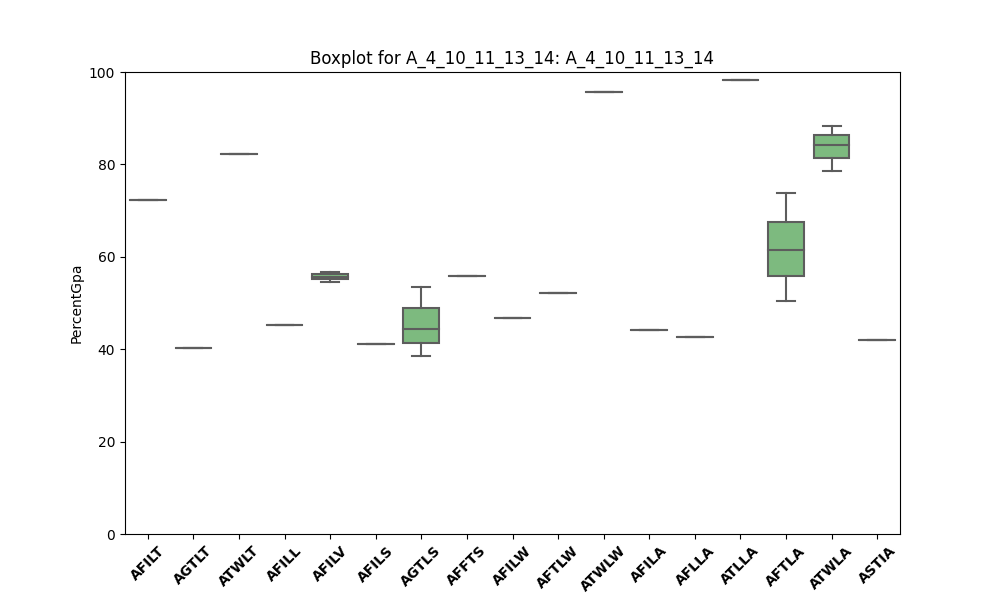 Boxplot for A_4_10_11_13_14: A_4_10_11_13_14
PercentGpa
100
80
60
40
20
0
AFILT AGTLT ATWLT AFILL AFILV AFILS AGTLS AFFTS AFILW AFTLW ATWLW AFILA AFLLA ATLLA AFTLA ATWLA ASTIA